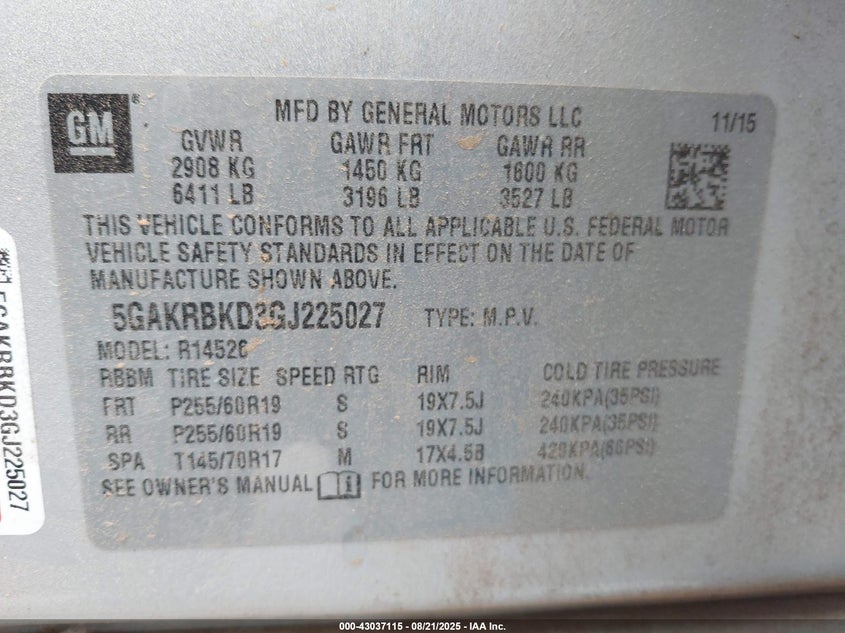 GM ®
MFD BY GENERAL MOTORS LLC 11/15
GVWR GAWR FRT GAWR RR
2908 KG 1450 KG 1600 KG
6411 LB 3196 LB 3527 LB
THIS VEHICLE CONFORMS TO ALL APPLICABLE U.S. FEDERAL MOTOR
VEHICLE SAFETY STANDARDS IN EFFECT ON THE DATE OF
MANUFACTURE SHOWN ABOVE.
5GAKRBKD3GJ225027 TYPE: M.P.V.
MODEL: R14526
RBBM TIRE SIZE SPEED RTG RIM COLD TIRE PRESSURE
FRT P255/60R19 S 19X7.5J 240KPA(35PSI)
RR P255/60R19 S 19X7.5J 240KPA(35PSI)
SPA T145/70R17 M 17X4.5B 420KPA(60PSI)
SEE OWNER'S MANUAL FOR MORE INFORMATION.
5GAKRBKD3GJ225027
000-43037115 - 08/21/2025 - IAA Inc.